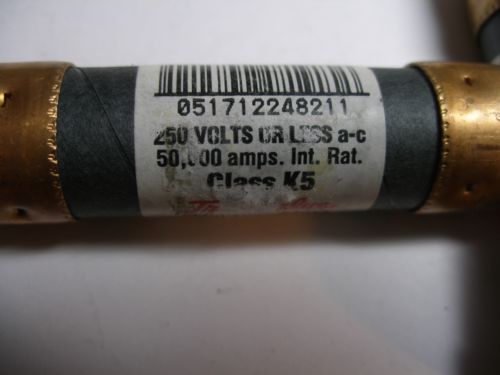 051712248211
250 VOLTS OR LESS a-c
50,000 amps. Int. Rat.
Class K5